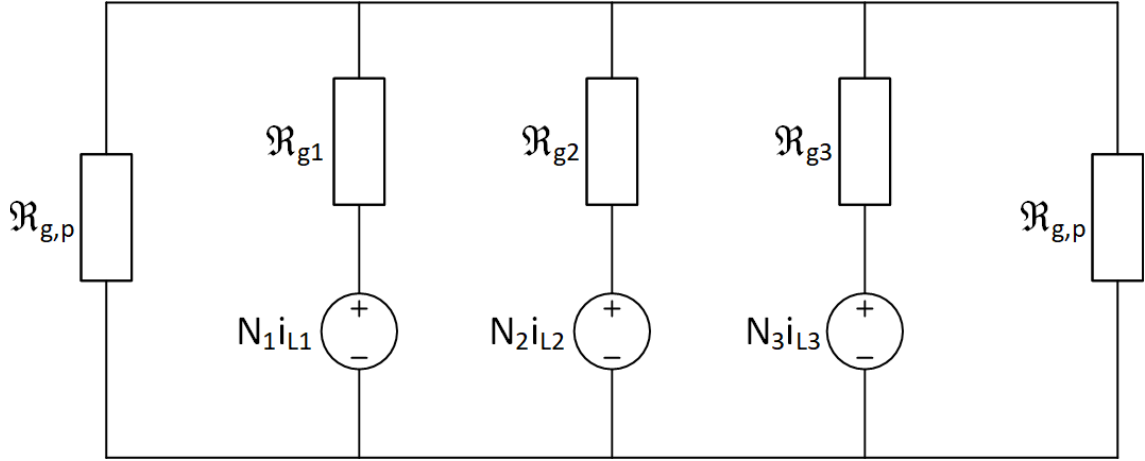 ℜg1
ℜg2
ℜg3
ℜg,p
ℜg,p
N1iL1
N2iL2
N3iL3
+
+
+
−
−
−